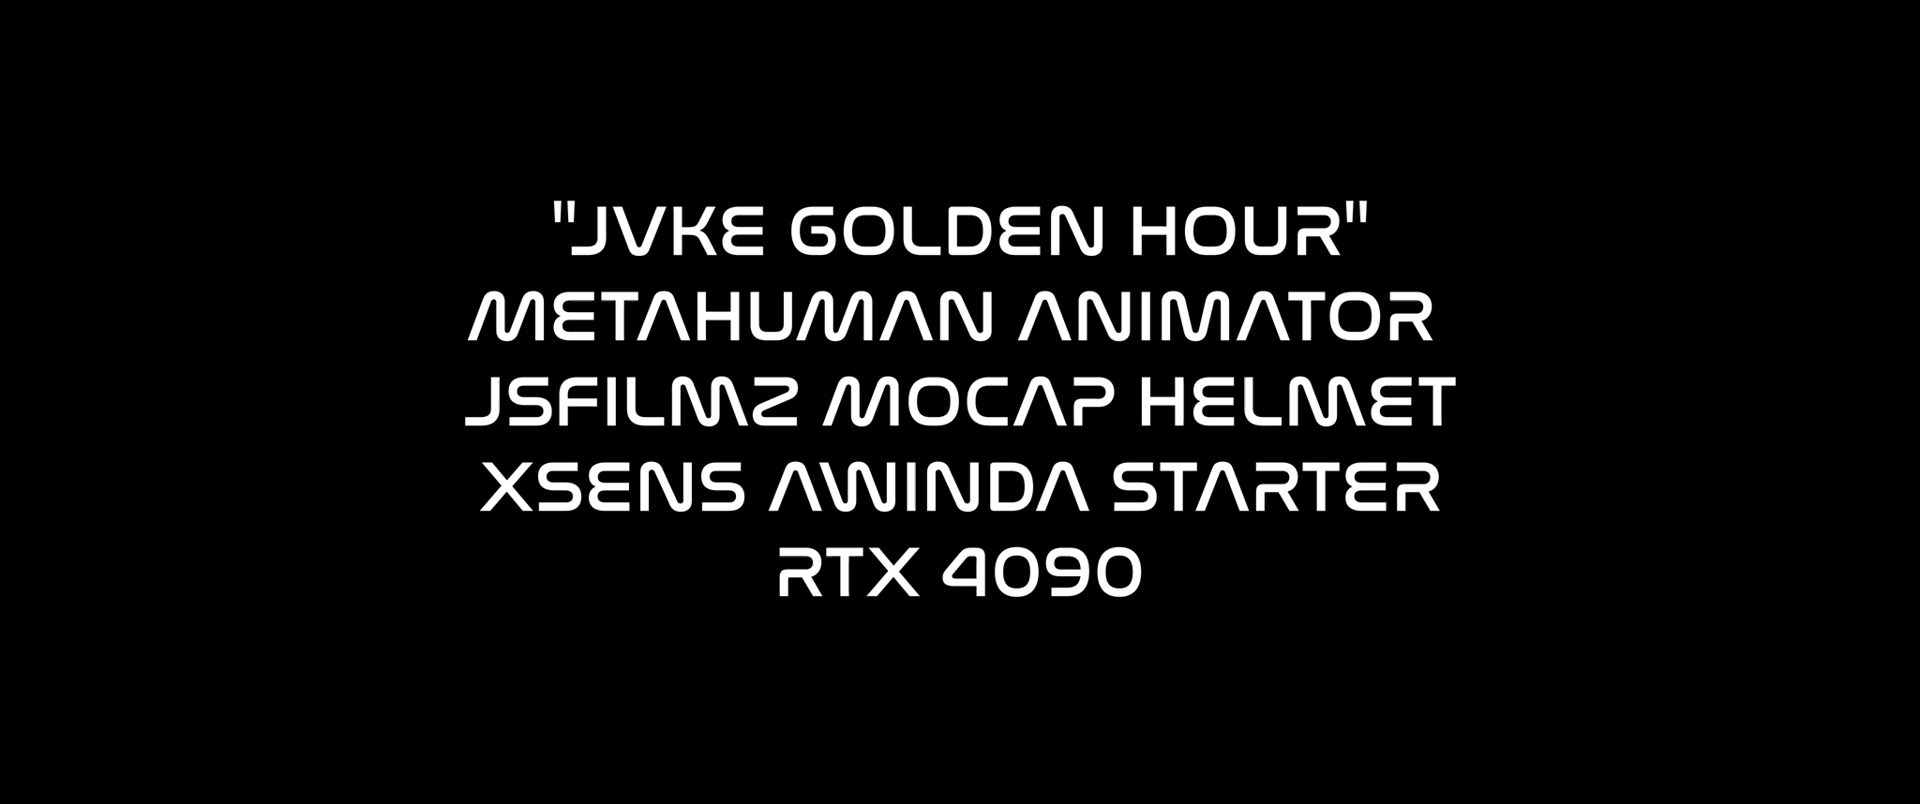 "JVKE GOLDEN HOUR"
METAHUMAN ANIMATOR
JSFILMZ MOCAP HELMET
XSENS AWINDA STARTER
RTX 4090